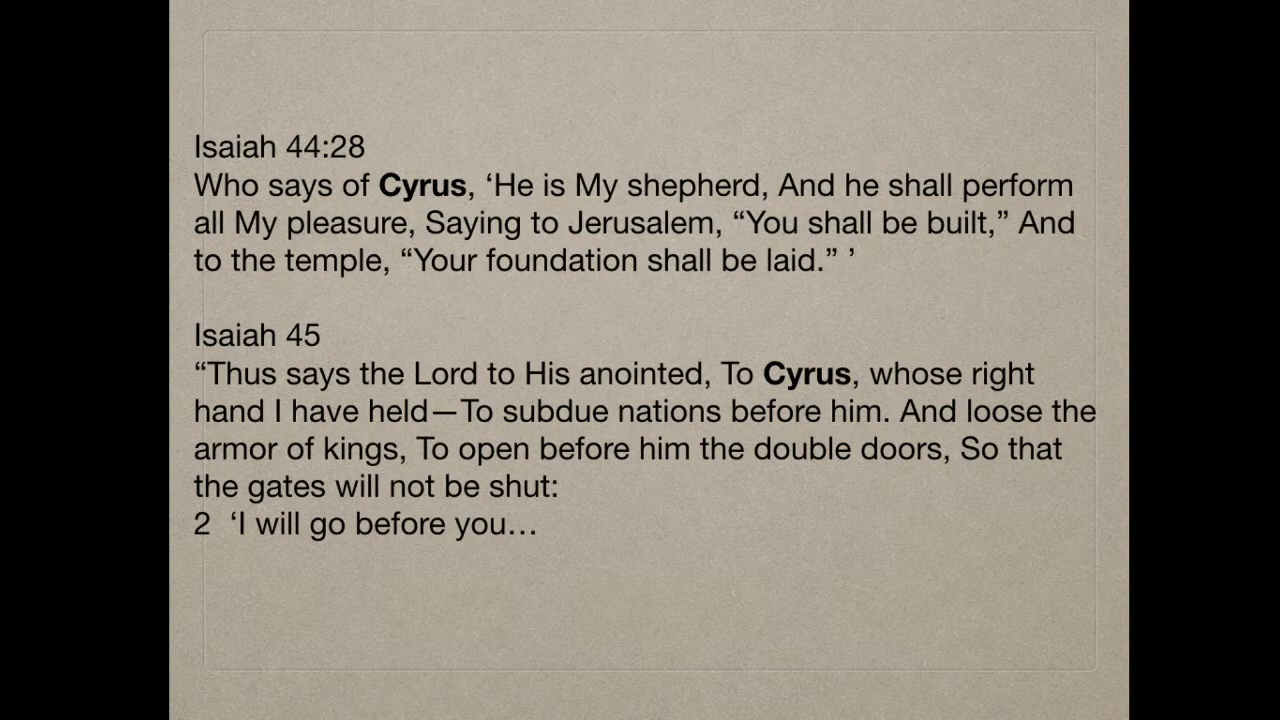 Isaiah 44:28
Who says of Cyrus, ‘He is My shepherd, And he shall perform
all My pleasure, Saying to Jerusalem, “You shall be built,” And
to the temple, “Your foundation shall be laid.” ’
Isaiah 45
“Thus says the Lord to His anointed, To Cyrus, whose right
hand I have held—To subdue nations before him. And loose the
armor of kings, To open before him the double doors, So that
the gates will not be shut:
2 ‘I will go before you…